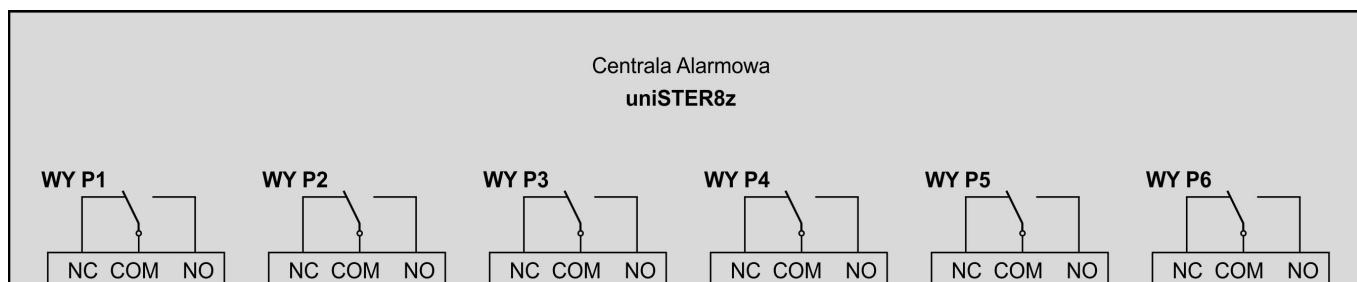 Centrala Alarmowa
uniSTER8z
WY P1 WY P2 WY P3 WY P4 WY P5 WY P6
NC COM NO NC COM NO NC COM NO NC COM NO NC COM NO NC COM NO